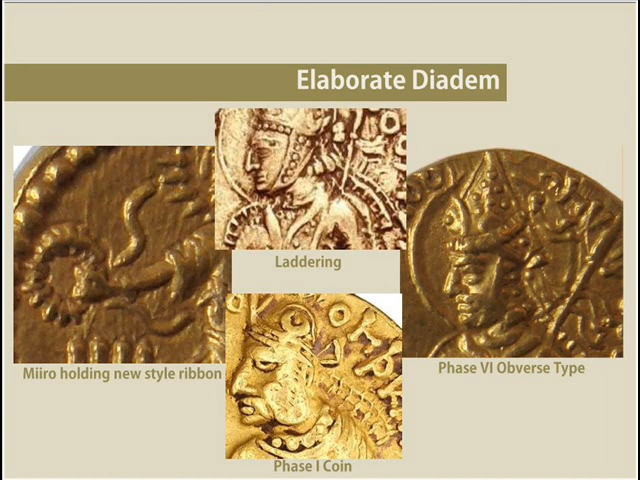 Elaborate Diadem
Laddering
Miiro holding new style ribbon
Phase VI Obverse Type
Phase I Coin